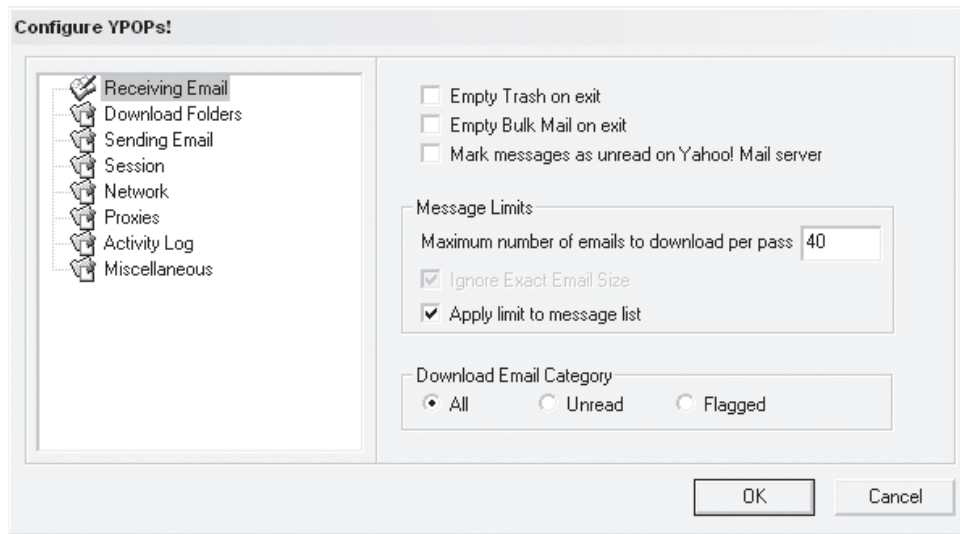 Configure YPOPs!
Receiving Email
Download Folders
Sending Email
Session
Network
Proxies
Activity Log
Miscellaneous
Empty Trash on exit
Empty Bulk Mail on exit
Mark messages as unread on Yahoo! Mail server
Message Limits
Maximum number of emails to download per pass 40
Ignore Exact Email Size
Apply limit to message list
Download Email Category
All Unread Flagged
OK Cancel